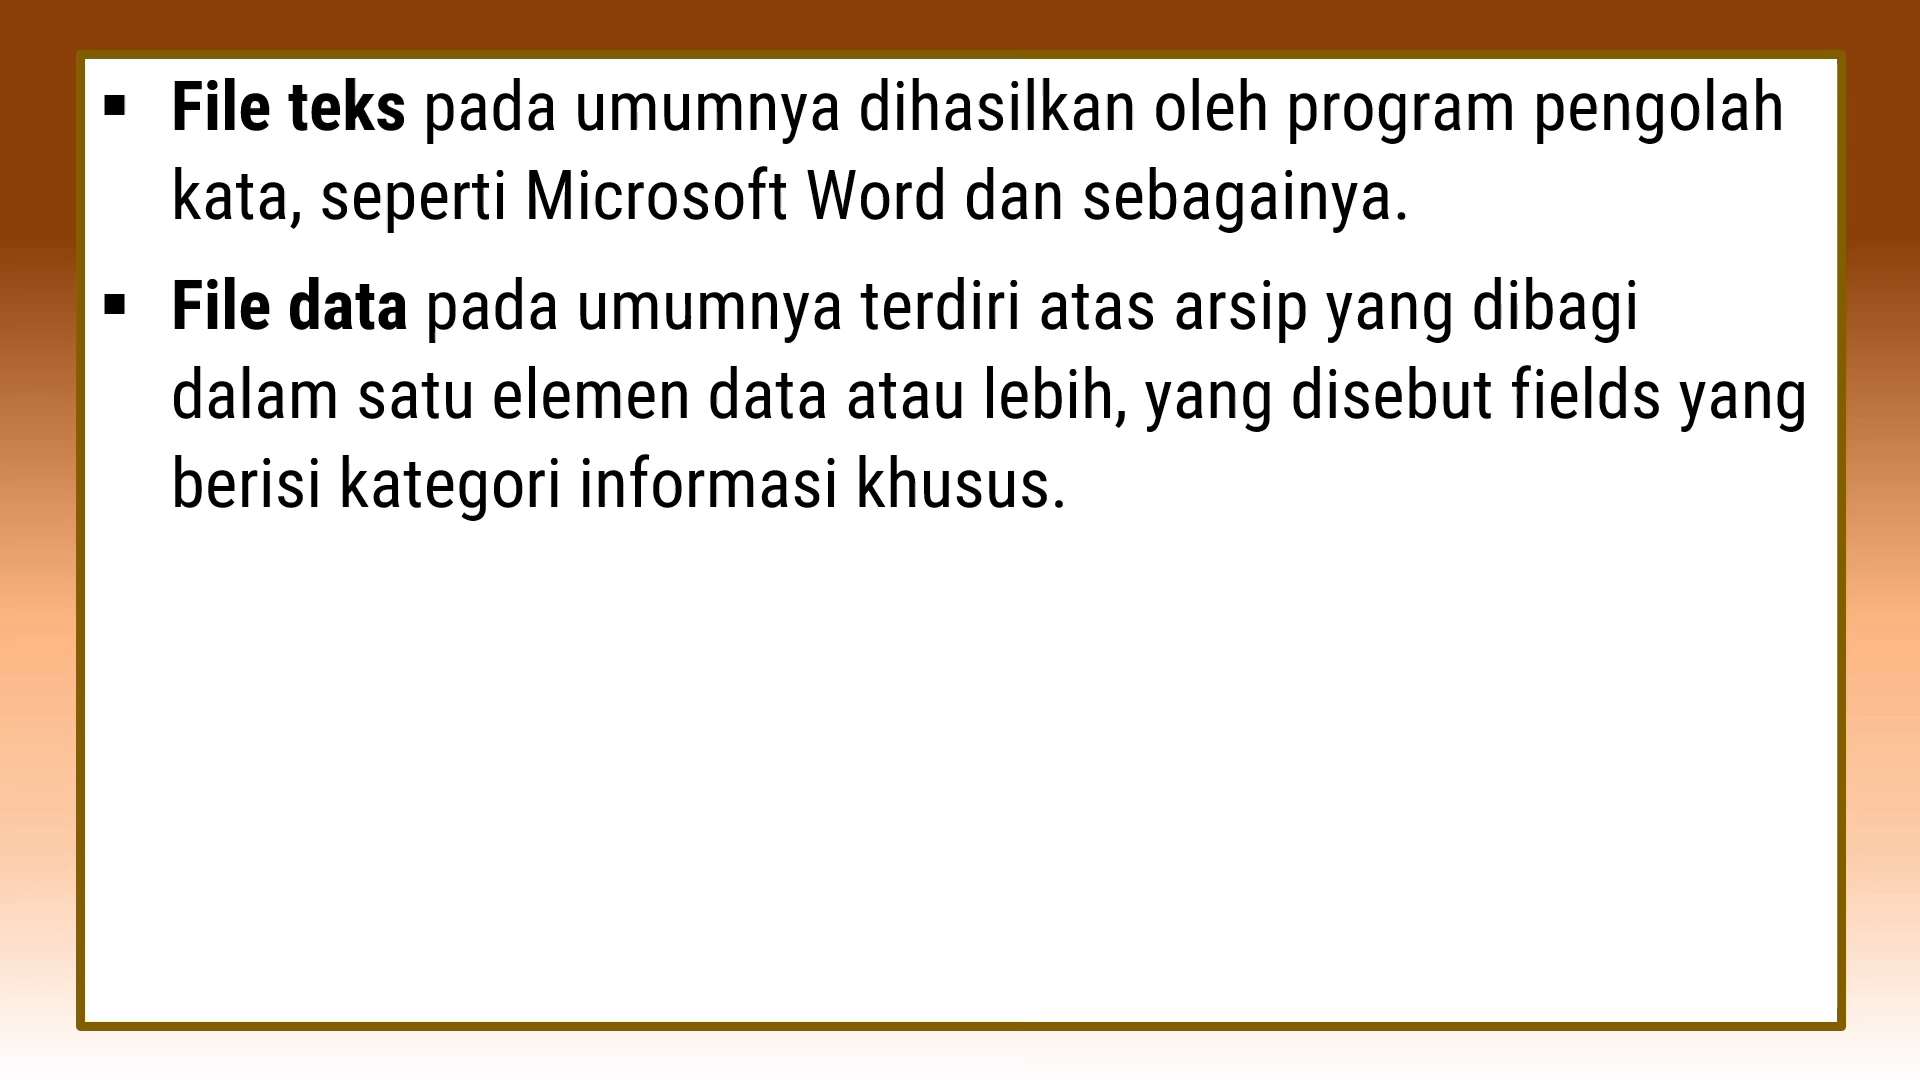 ▪ File teks pada umumnya dihasilkan oleh program pengolah
kata, seperti Microsoft Word dan sebagainya.
▪ File data pada umumnya terdiri atas arsip yang dibagi
dalam satu elemen data atau lebih, yang disebut fields yang
berisi kategori informasi khusus.